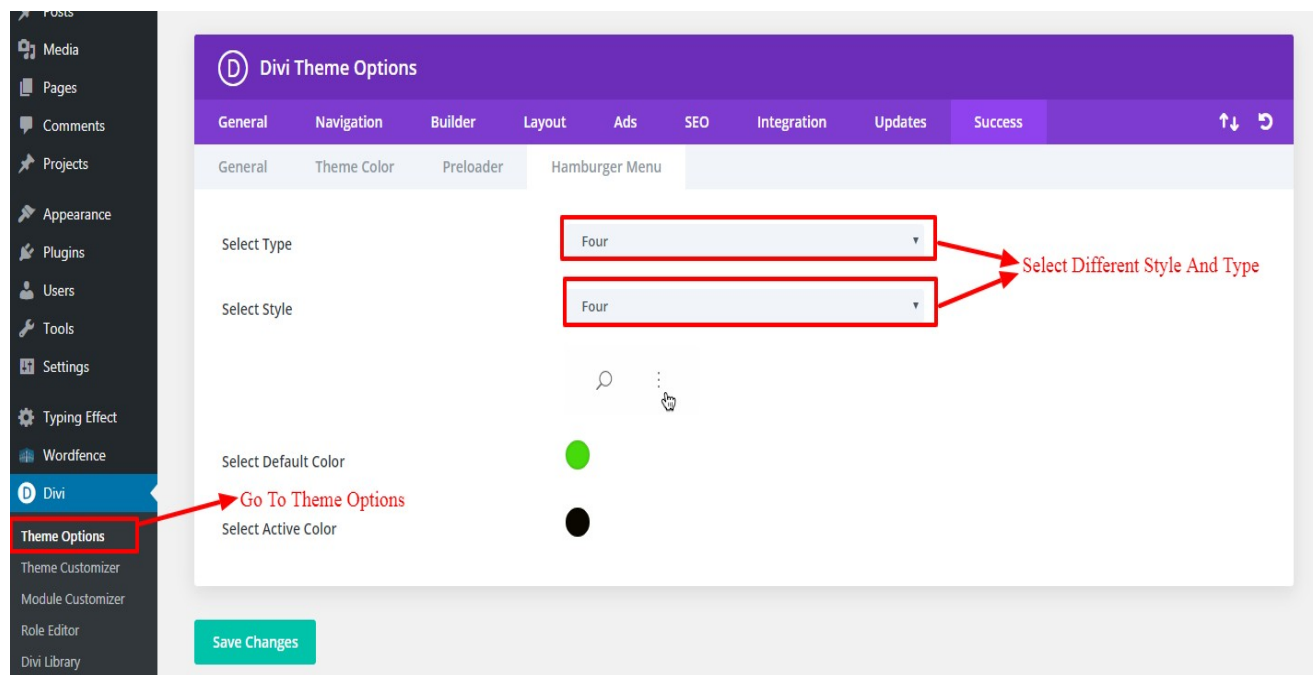 Posts
Media
Pages
Comments
Projects
Appearance
Plugins
Users
Tools
Settings
Typing Effect
Wordfence
D Divi
Theme Options
Theme Customizer
Module Customizer
Role Editor
Divi Library
D Divi Theme Options
General Navigation Builder Layout Ads SEO Integration Updates Success
General Theme Color Preloader Hamburger Menu
Select Type Four
Select Different Style And Type
Select Style Four
Select Default Color
Go To Theme Options
Select Active Color
Save Changes